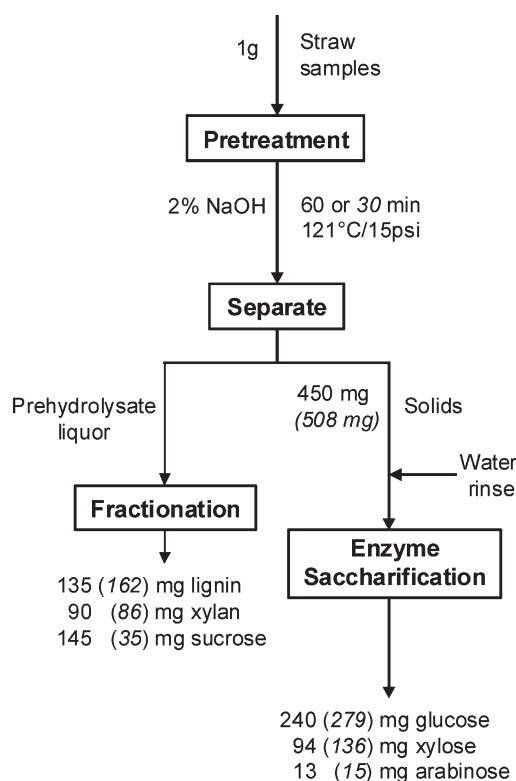 1g
Straw
samples
Pretreatment
2% NaOH
60 or 30 min
121°C/15psi
Separate
Prehydrolysate
liquor
450 mg
(508 mg)
Solids
Water
rinse
Fractionation
135 (162) mg lignin
90 (86) mg xylan
145 (35) mg sucrose
Enzyme
Saccharification
240 (279) mg glucose
94 (136) mg xylose
13 (15) mg arabinose